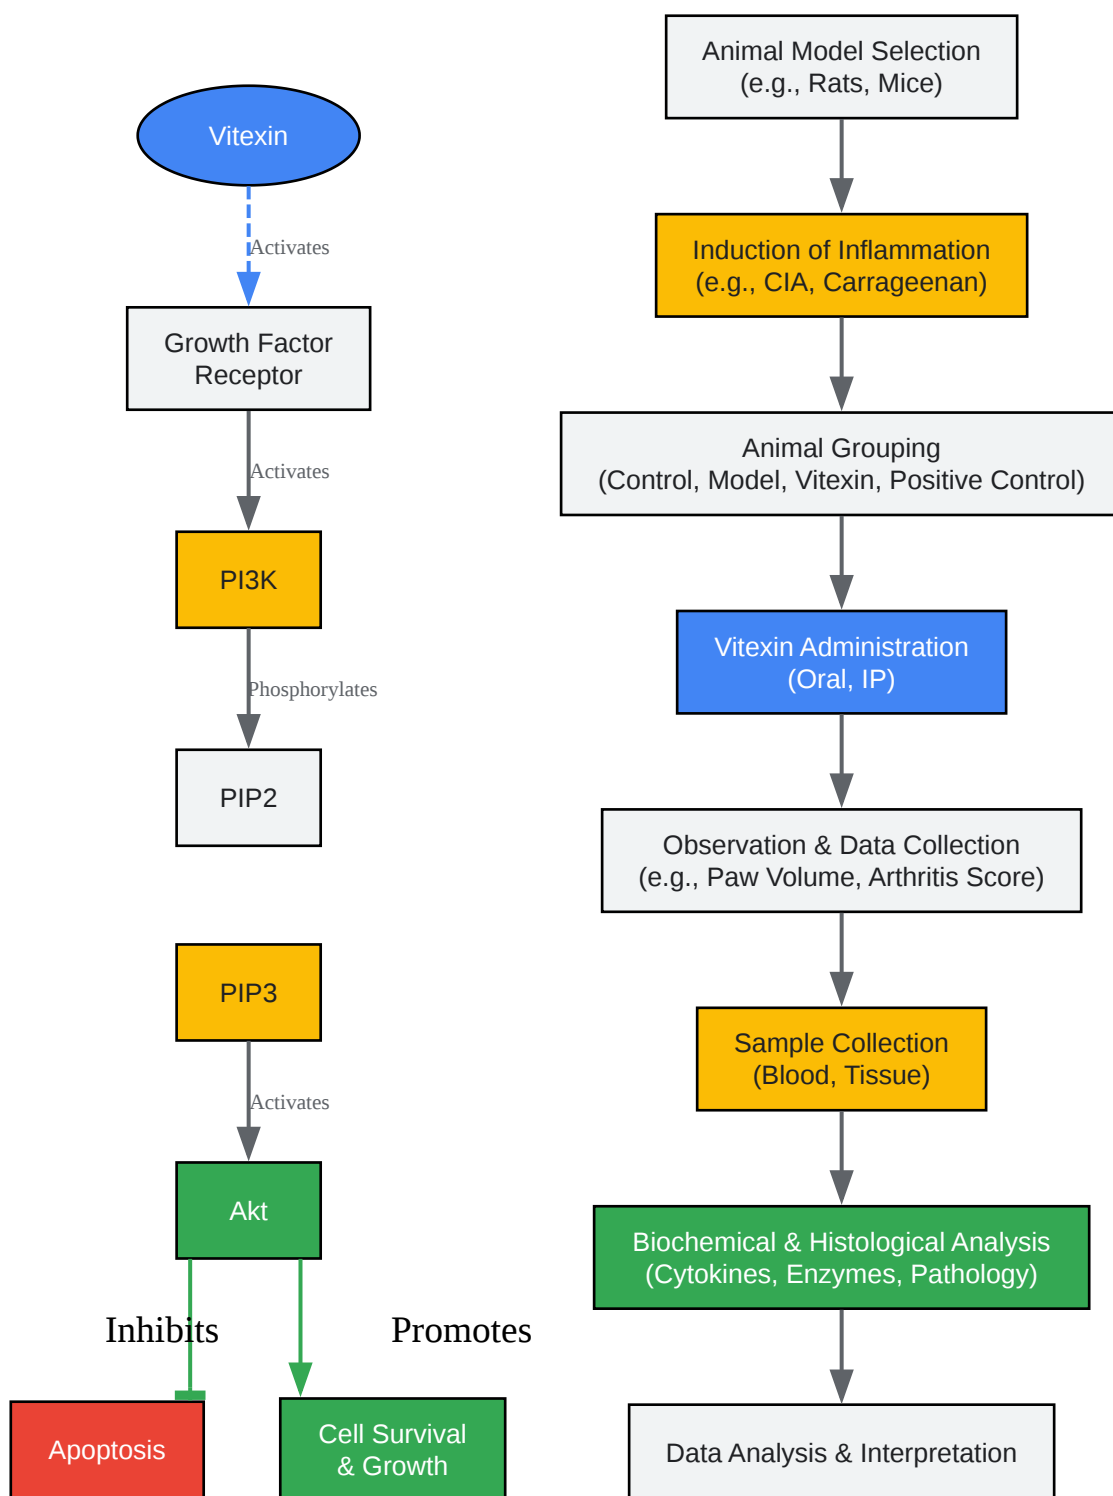 Vitexin
Activates
Growth Factor
Receptor
Activates
PI3K
Phosphorylates
PIP2
PIP3
Activates
Akt
Inhibits
Promotes
Apoptosis
Cell Survival
& Growth
Animal Model Selection
(e.g., Rats, Mice)
Induction of Inflammation
(e.g., CIA, Carrageenan)
Animal Grouping
(Control, Model, Vitexin, Positive Control)
Vitexin Administration
(Oral, IP)
Observation & Data Collection
(e.g., Paw Volume, Arthritis Score)
Sample Collection
(Blood, Tissue)
Biochemical & Histological Analysis
(Cytokines, Enzymes, Pathology)
Data Analysis & Interpretation